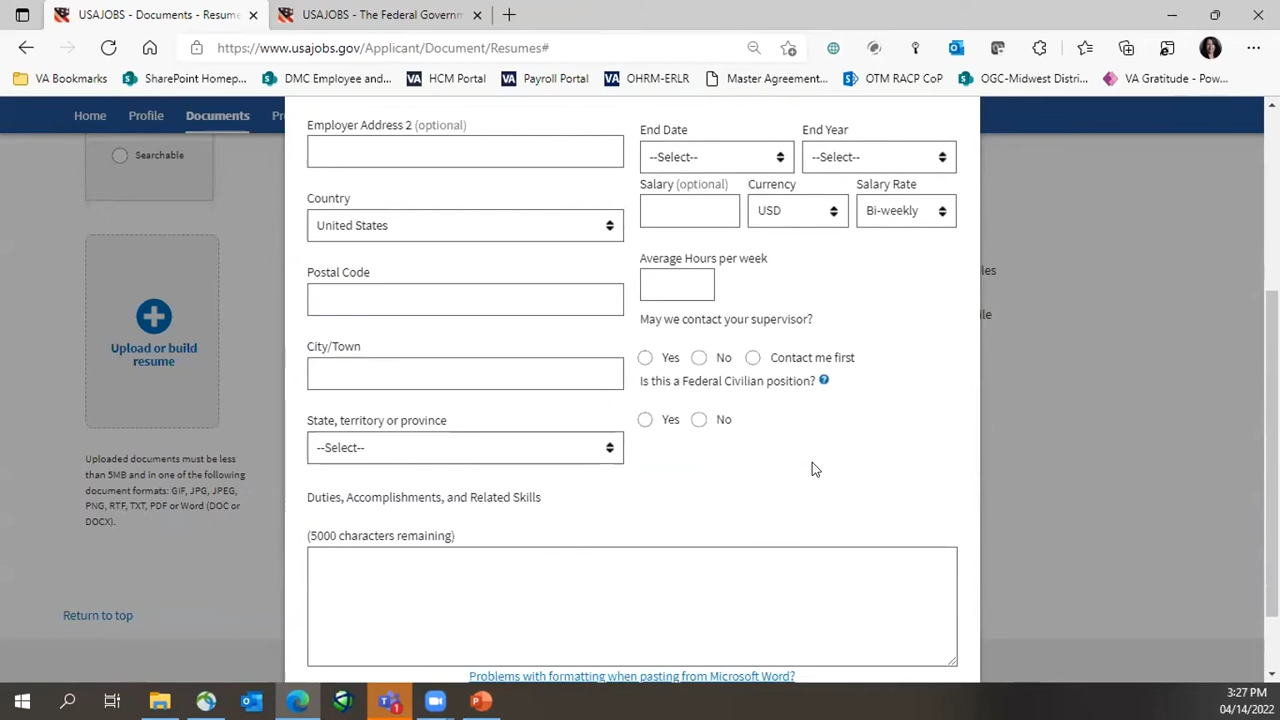 USAJOBS - Documents - Resume
USAJOBS - The Federal Governm
https://www.usajobs.gov/Applicant/Document/Resumes#
VA Bookmarks
SharePoint Homep...
DMC Employee and...
HCM Portal
Payroll Portal
OHRM-ERLR
Master Agreement...
OTM RACP CoP
OGC-Midwest Distri...
VA Gratitude - Pow...
Home
Profile
Documents
Pr
Searchable
Upload or build
resume
Uploaded documents must be less
than 5MB and in one of the following
document formats: GIF, JPG, JPEG,
PNG, RTF, TXT, PDF or Word (DOC or
DOCX).
Return to top
Employer Address 2 (optional)
Country
United States
Postal Code
City/Town
State, territory or province
--Select--
End Date
End Year
--Select--
--Select--
Salary (optional)
Currency
Salary Rate
USD
Bi-weekly
Average Hours per week
May we contact your supervisor?
Yes
No
Contact me first
Is this a Federal Civilian position?
Yes
No
Duties, Accomplishments, and Related Skills
(5000 characters remaining)
Problems with formatting when pasting from Microsoft Word?
les
ile
3:27 PM
04/14/2022